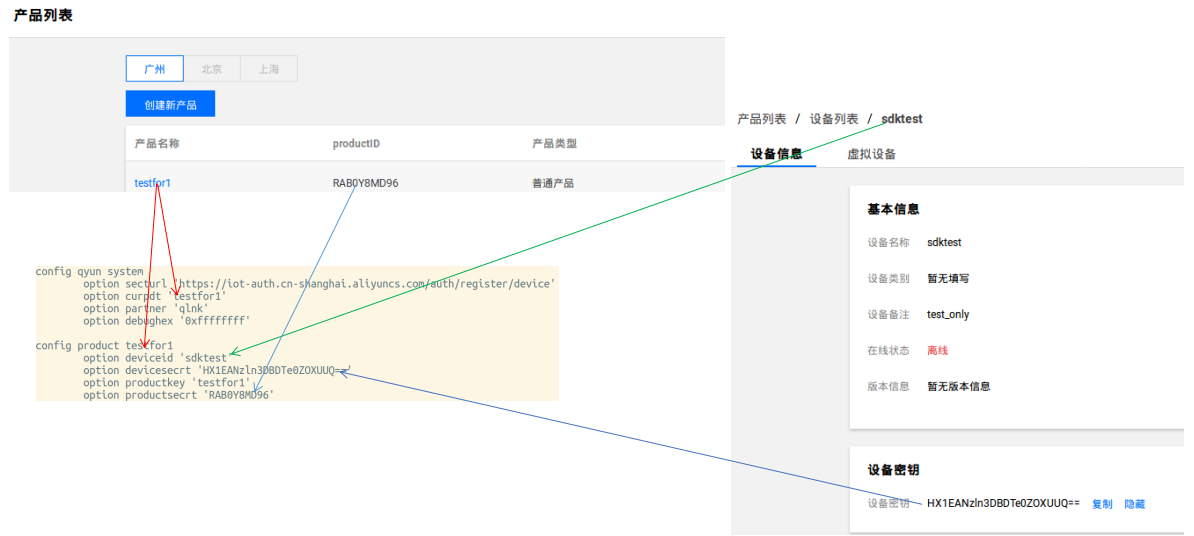 产品列表
广州 北京 上海
创建新产品
产品名称 productID 产品类型
testfor1 RAB0Y8MD96 普通产品
config qyun system
option secturl 'https://iot-auth.cn-shanghai.aliyuncs.com/auth/register/device'
option curpdt 'testfor1'
option partner 'qlnk'
option debughex '0xffffffff'
config product testfor1
option deviceid 'sdktest'
option devicesecrt 'HX1EANzln3DBDTe0ZOXUUQ=='
option productkey 'testfor1'
option productsecrt 'RAB0Y8MD96'
产品列表 / 设备列表 / sdktest
设备信息 虚拟设备
基本信息
设备名称 sdktest
设备类别 暂无填写
设备备注 test_only
在线状态 离线
版本信息 暂无版本信息
设备密钥
设备密钥 HX1EANzln3DBDTe0ZOXUUQ== 复制 隐藏